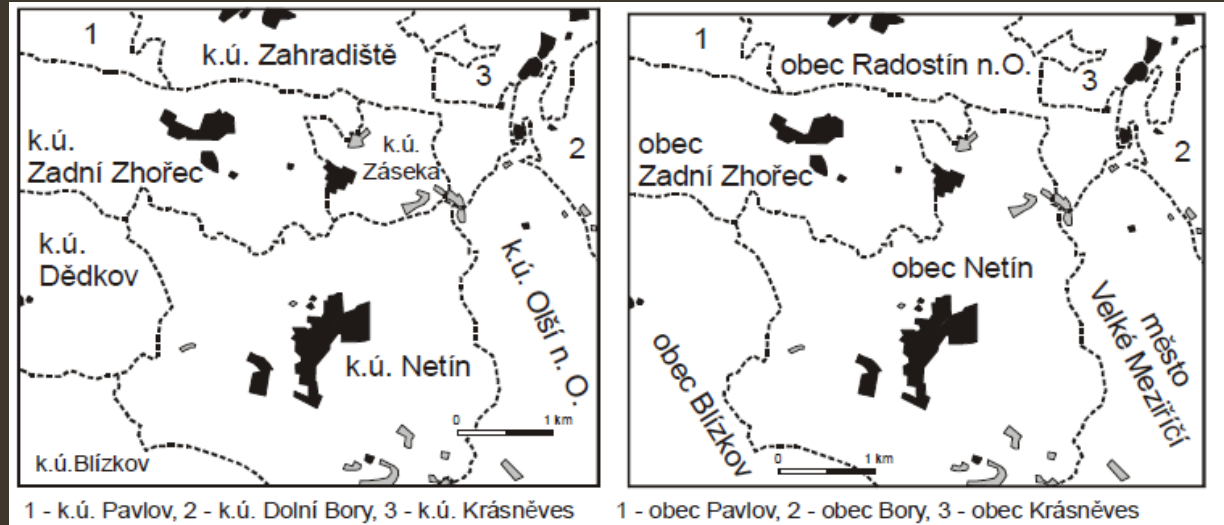 1
k.ú. Zahradiště
3
k.ú.
Zadní Zhořec
k.ú.
Záseka
2
k.ú.
Dědkov
k.ú. Olší n. O.
k.ú. Netín
0 1 km
k.ú.Blízkov
1 - k.ú. Pavlov, 2 - k.ú. Dolní Bory, 3 - k.ú. Krásněves
1
obec Radostín n.O.
3
obec
Zadní Zhořec
2
obec Netín
město
Velké Meziříčí
obec Blízkov
0 1 km
1 - obec Pavlov, 2 - obec Bory, 3 - obec Krásněves